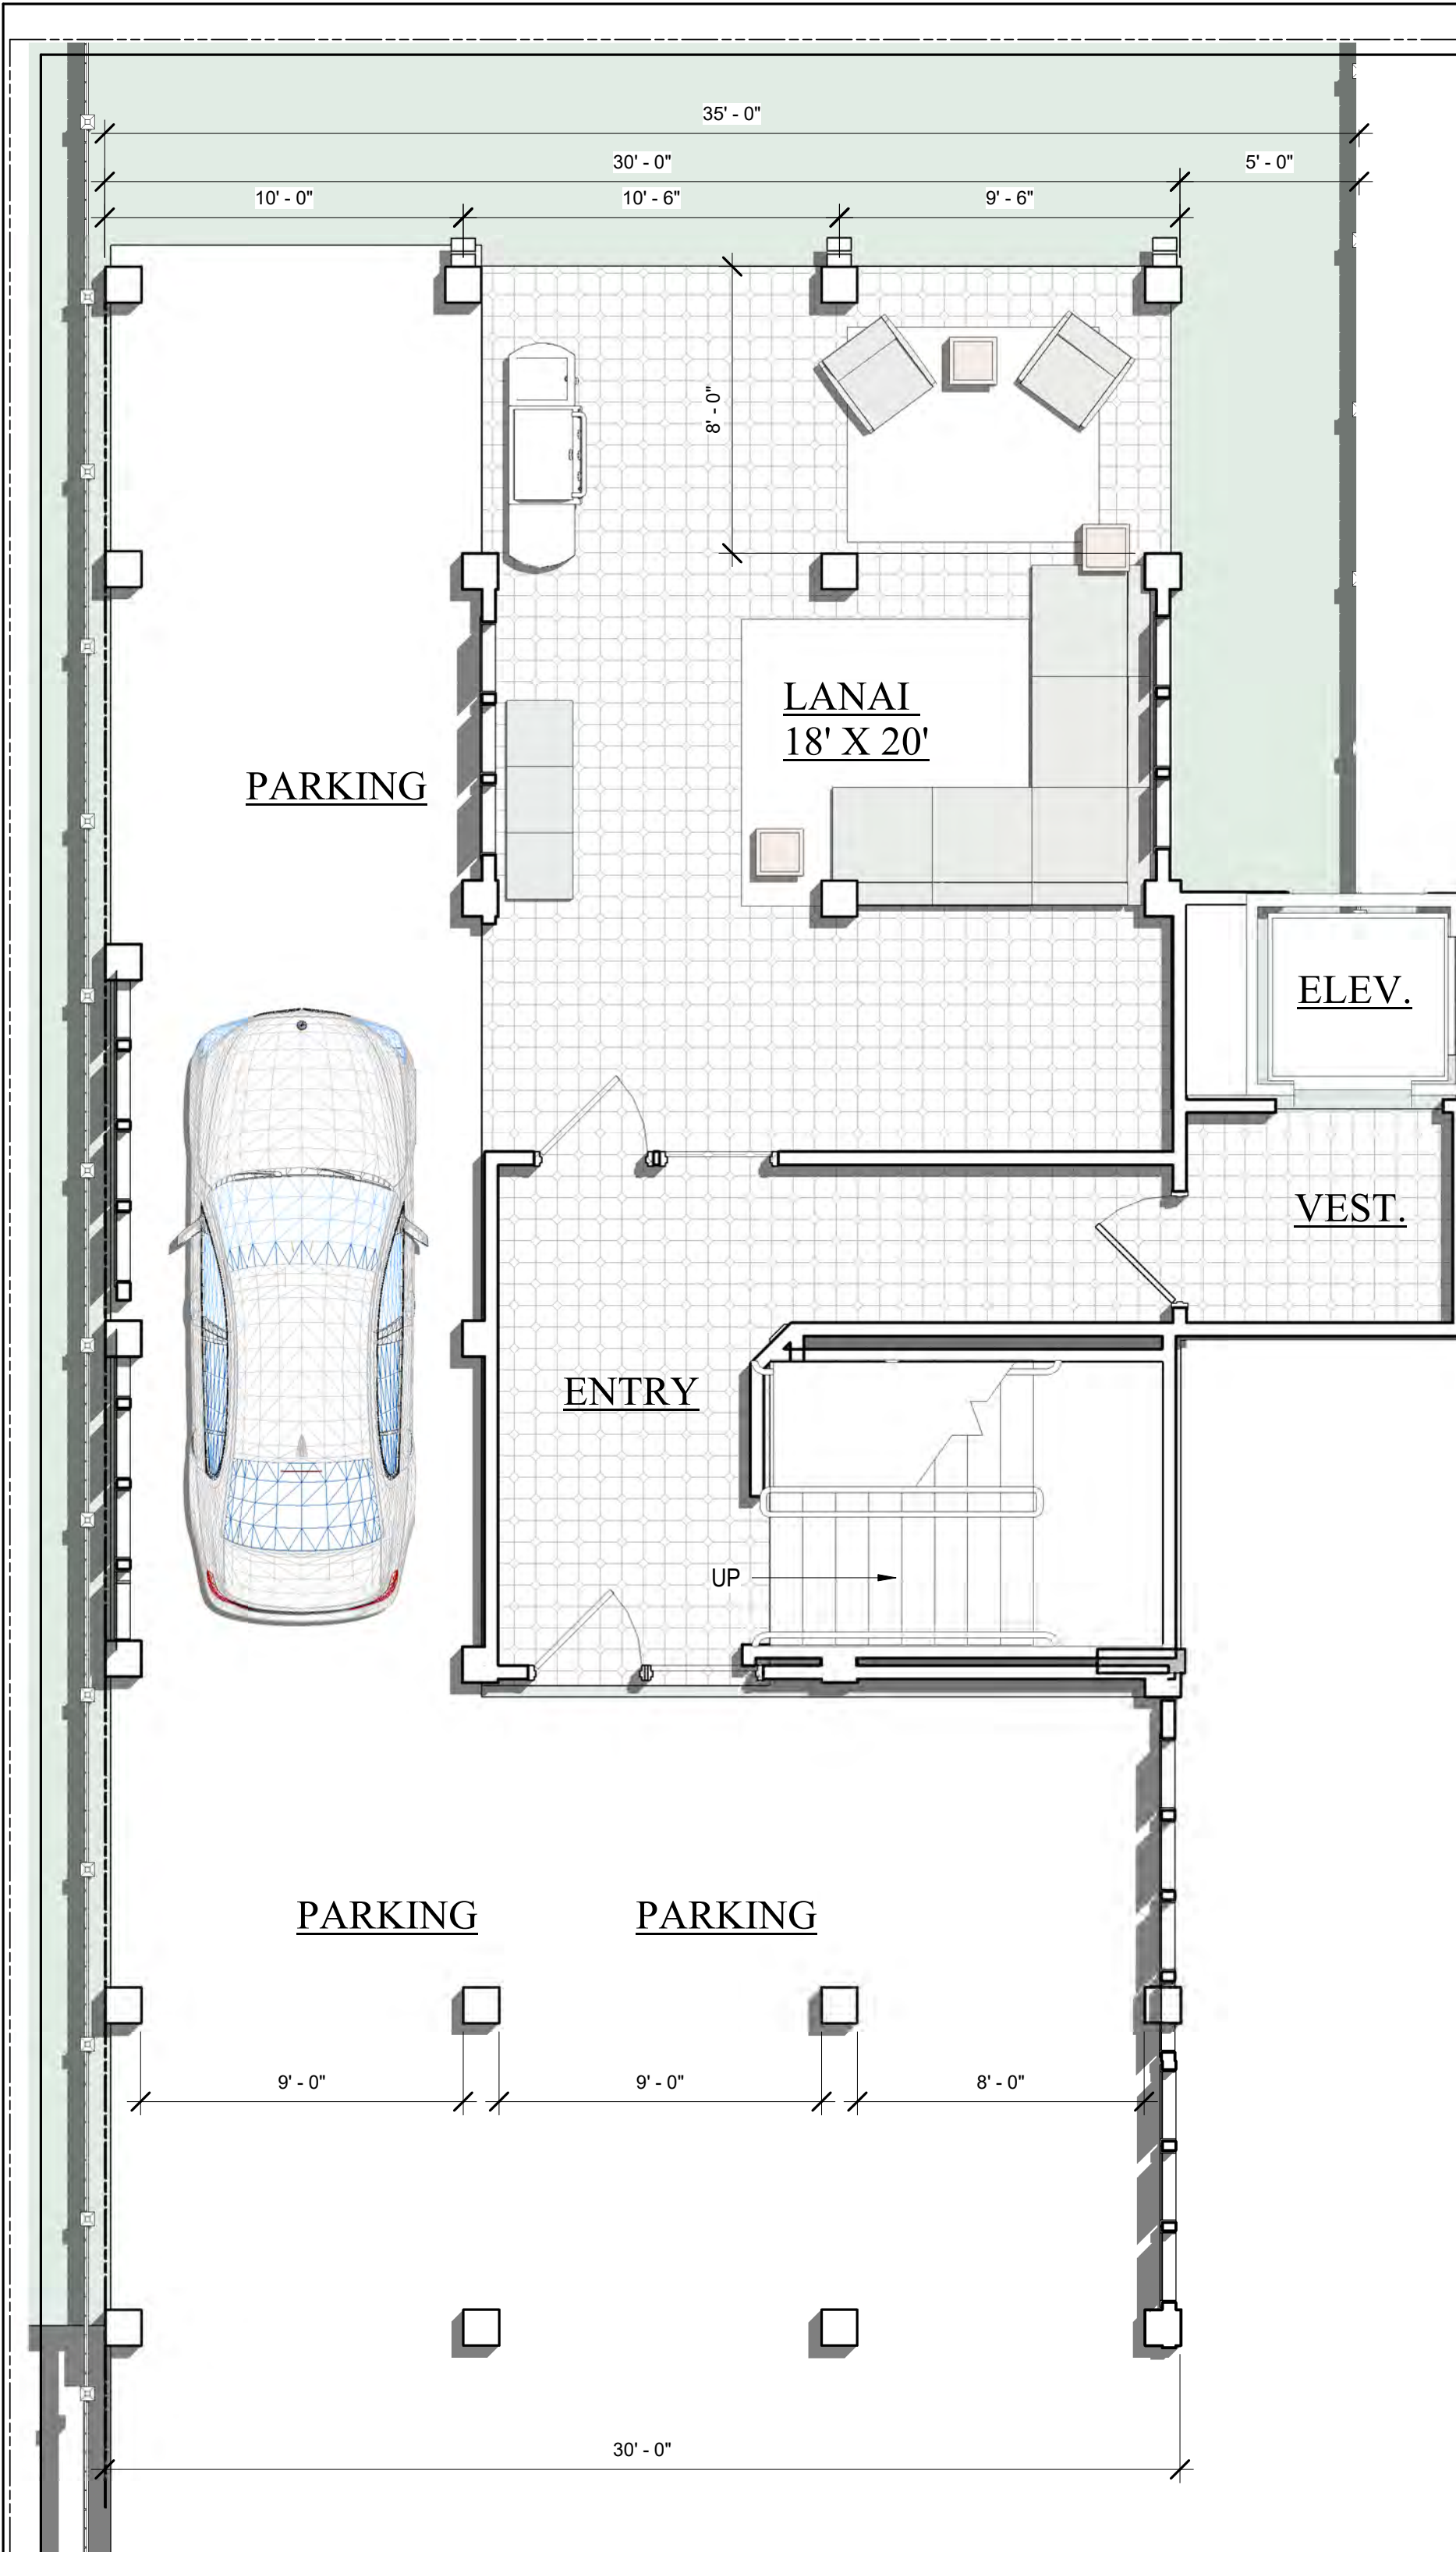 35' - 0"
30' - 0"
5' - 0"
10' - 0"
10' - 6"
9' - 6"
8' - 0"
LANAI
18' X 20'
PARKING
ELEV.
VEST.
ENTRY
UP
PARKING
PARKING
9' - 0"
9' - 0"
8' - 0"
30' - 0"